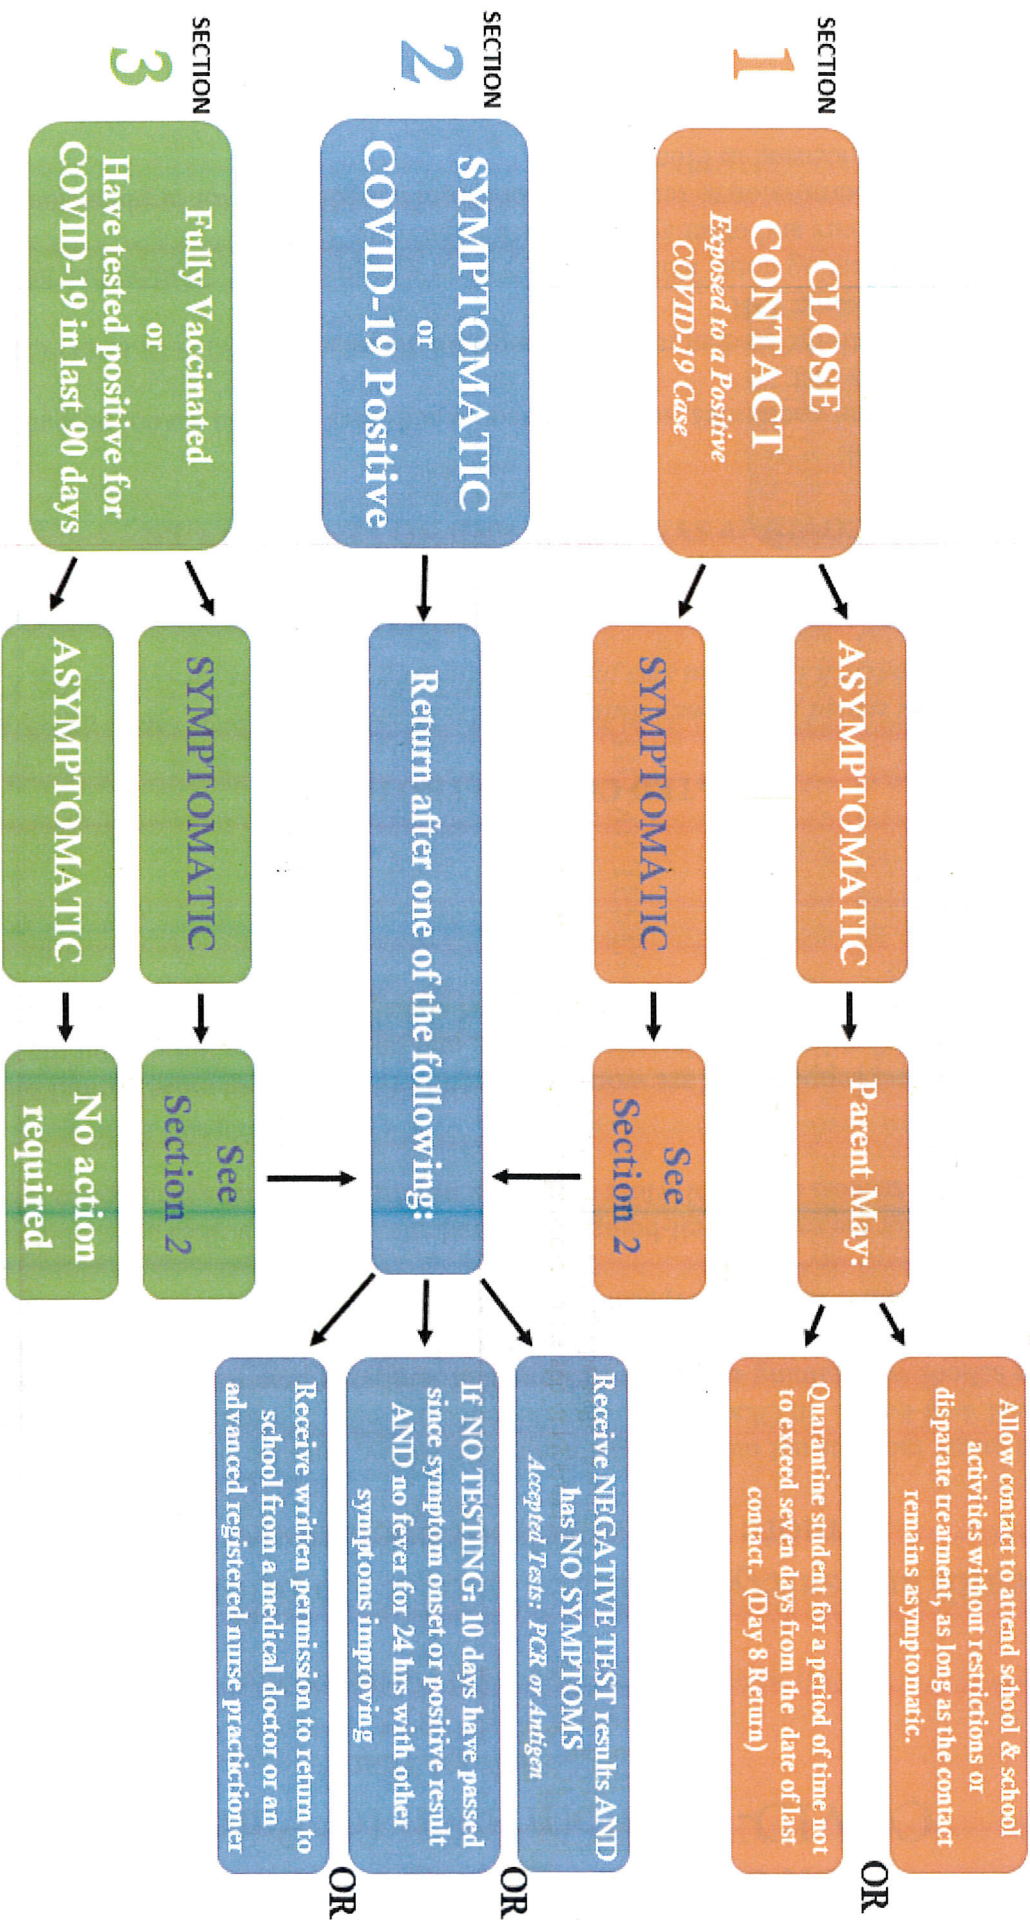 SECTION
1
CLOSE
CONTACT
Exposed to a Positive
COVID-19 Case
ASYMPTOMATIC
Parent May:
Allow contact to attend school & school
activities without restrictions or
disparate treatment, as long as the contact
remains asymptomatic.
OR
Quarantine student for a period of time not
to exceed seven days from the date of last
contact. (Day 8 Return)
SYMPTOMATIC
See
Section 2
SECTION
2
SYMPTOMATIC
or
COVID-19 Positive
Return after one of the following:
Receive NEGATIVE TEST results AND
has NO SYMPTOMS
Accepted Tests: PCR or Antigen
OR
If NO TESTING: 10 days have passed
since symptom onset or positive result
AND no fever for 24 hrs with other
symptoms improving
OR
Receive written permission to return to
school from a medical doctor or an
advanced registered nurse practictioner
SECTION
3
Fully Vaccinated
or
Have tested positive for
COVID-19 in last 90 days
SYMPTOMATIC
See
Section 2
ASYMPTOMATIC
No action
required